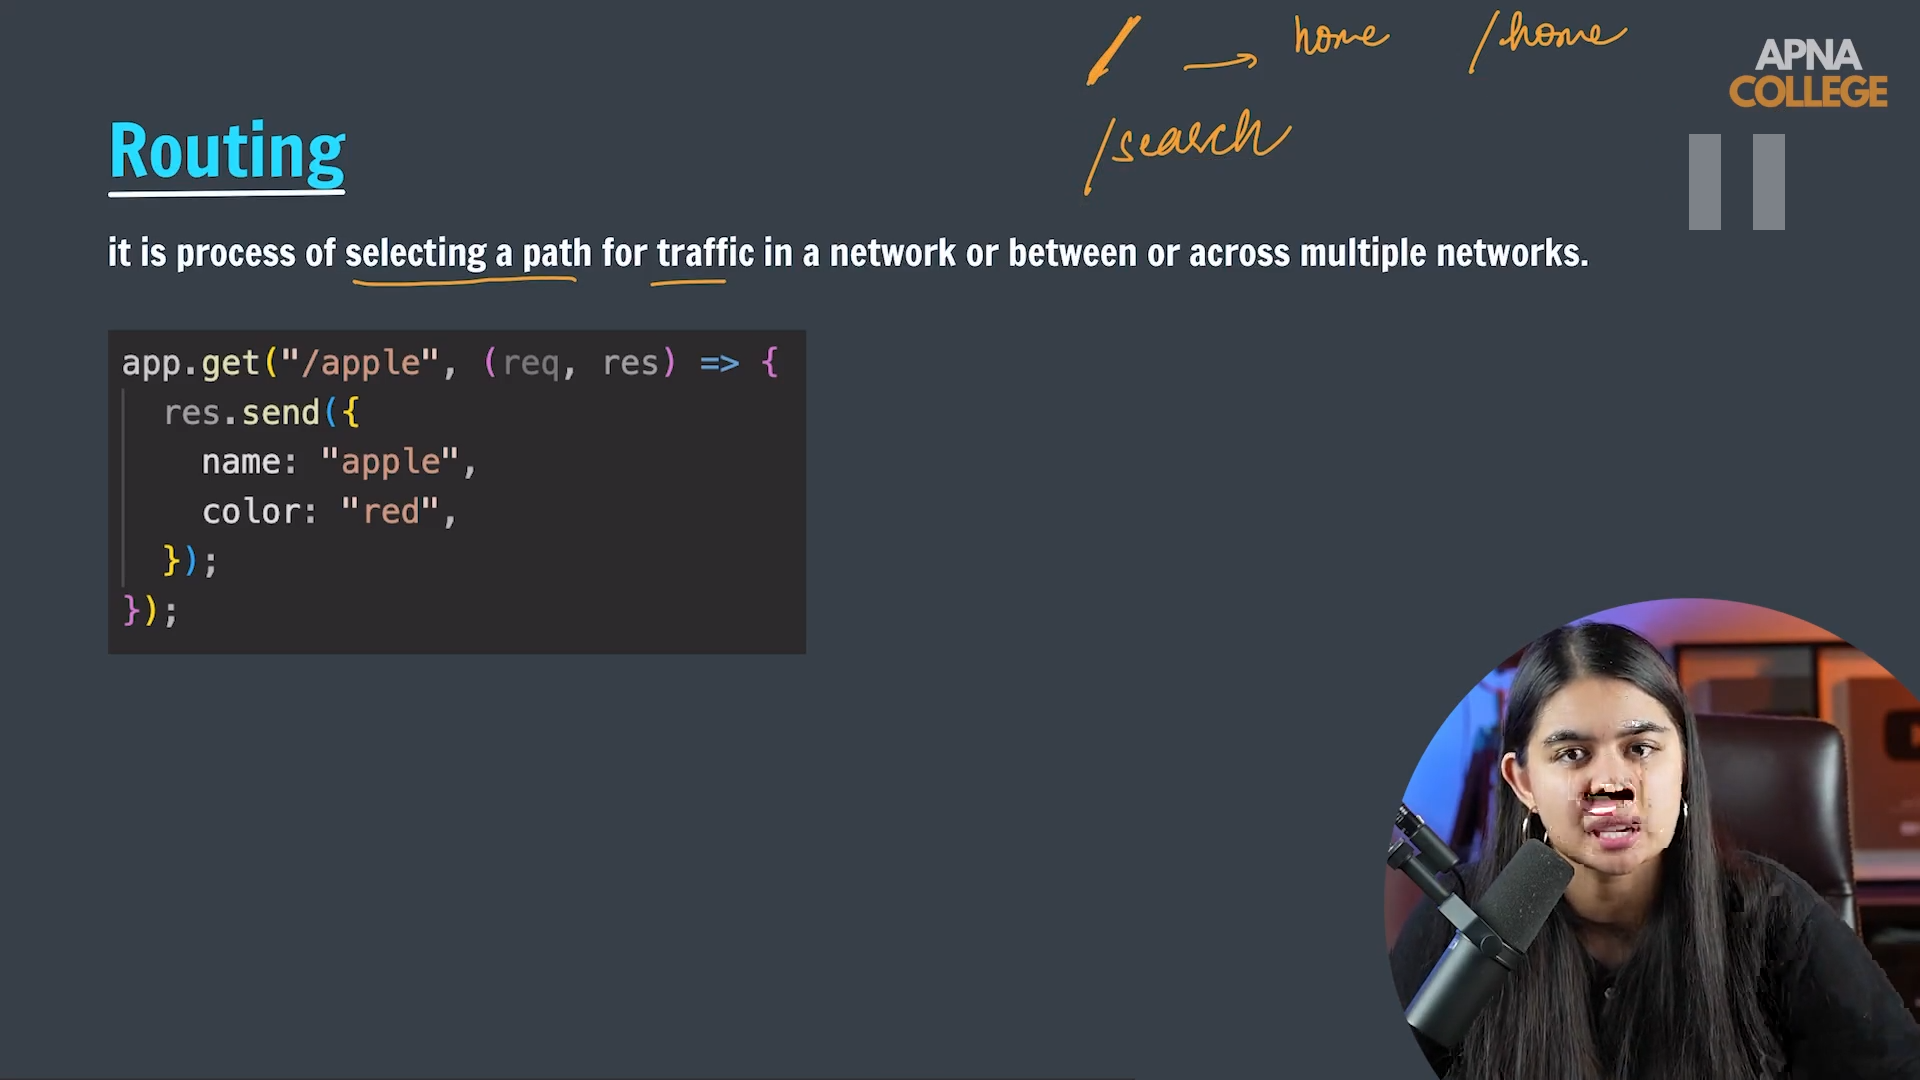 home /home
APNA
COLLEGE
/search
Routing
it is process of selecting a path for traffic in a network or between or across multiple networks.
app.get("/apple", (req, res) => {
res.send({
name: "apple",
color: "red",
});
});